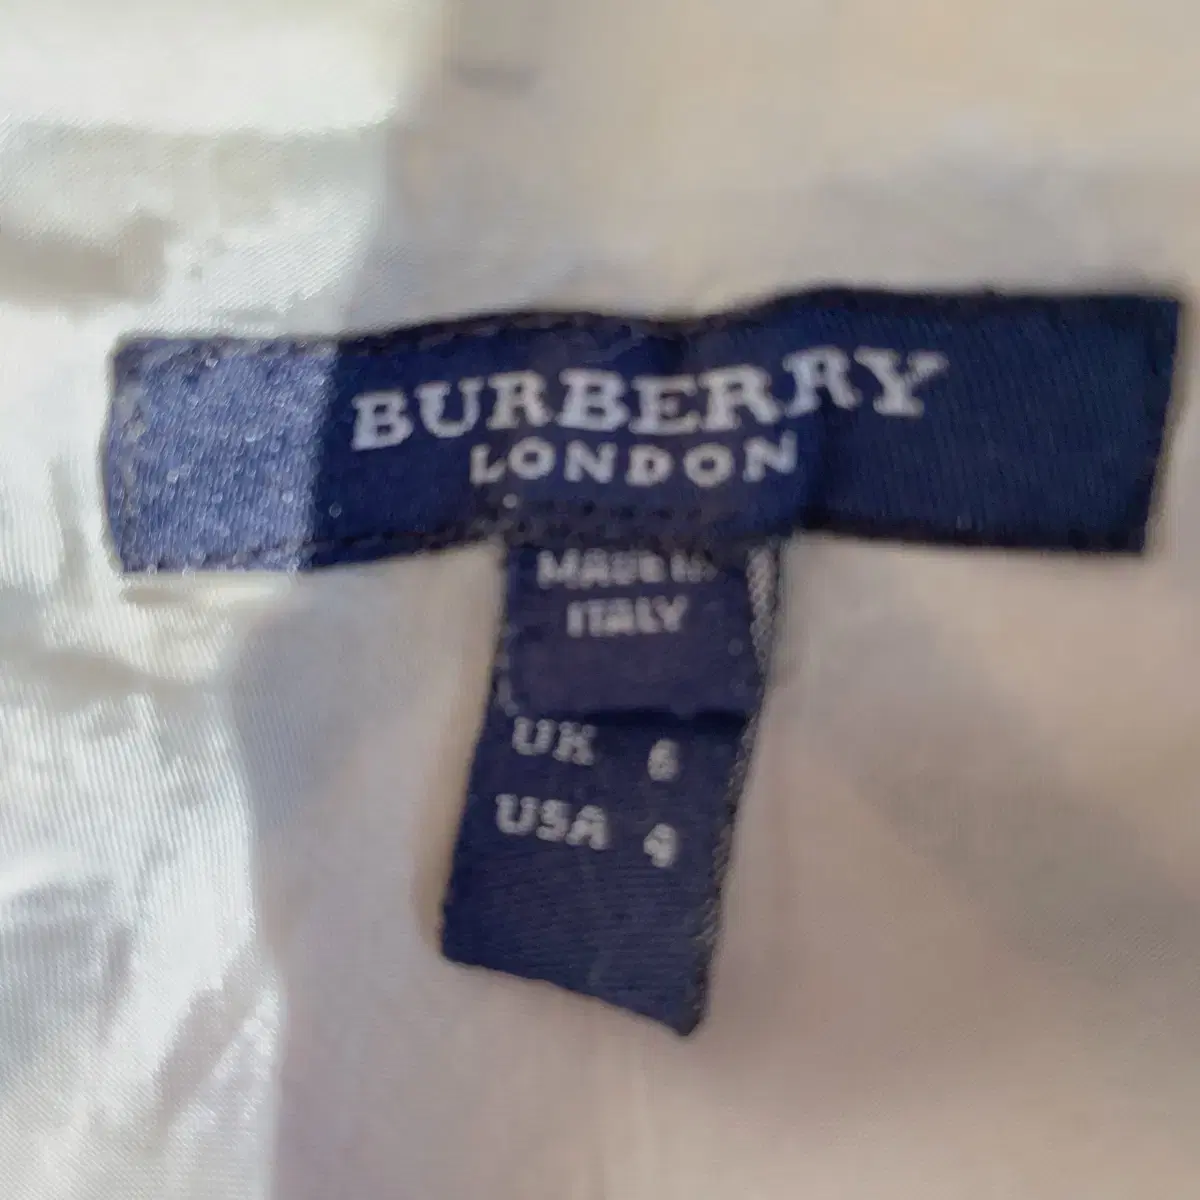 BURBERRY
LONDON
MADE IN
ITALY
UK 6
USA 4